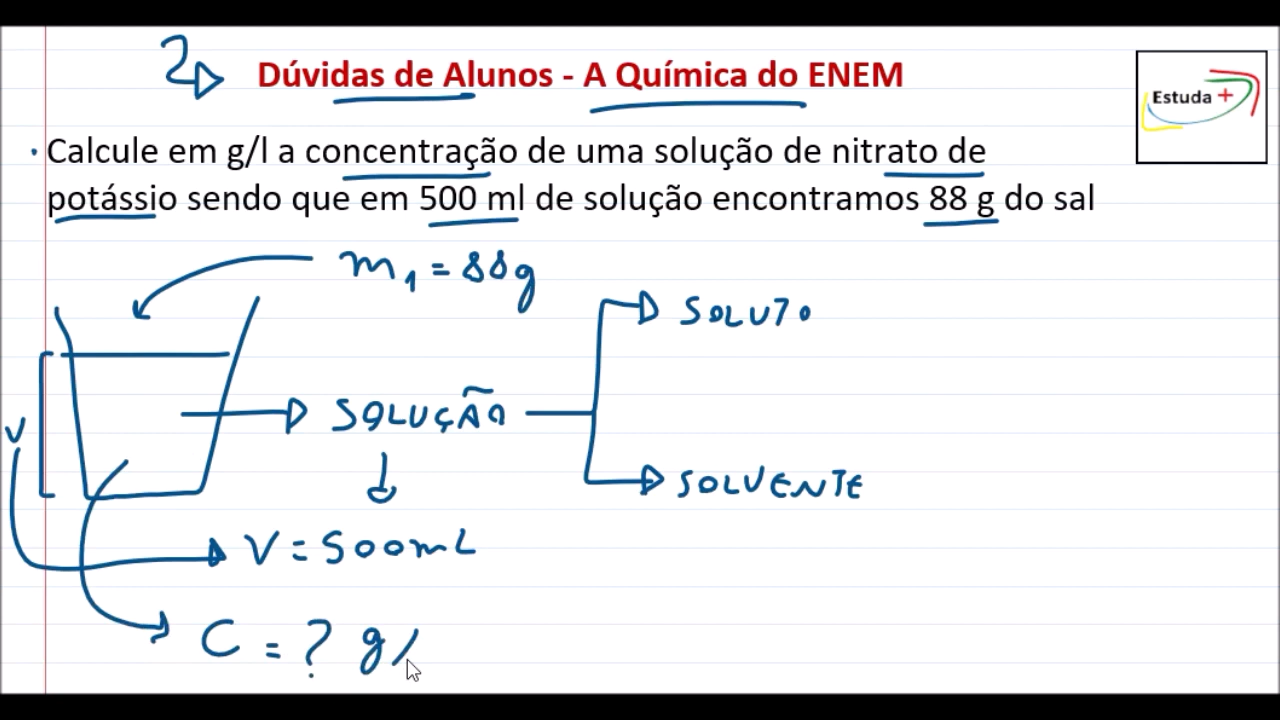 2
Dúvidas de Alunos - A Química do ENEM
Estuda +
Calcule em g/l a concentração de uma solução de nitrato de
potássio sendo que em 500 ml de solução encontramos 88 g do sal
m1 = 88g
SOLUTO
SOLUÇÃO
V
SOLVENTE
V = 500mL
C = ? g/